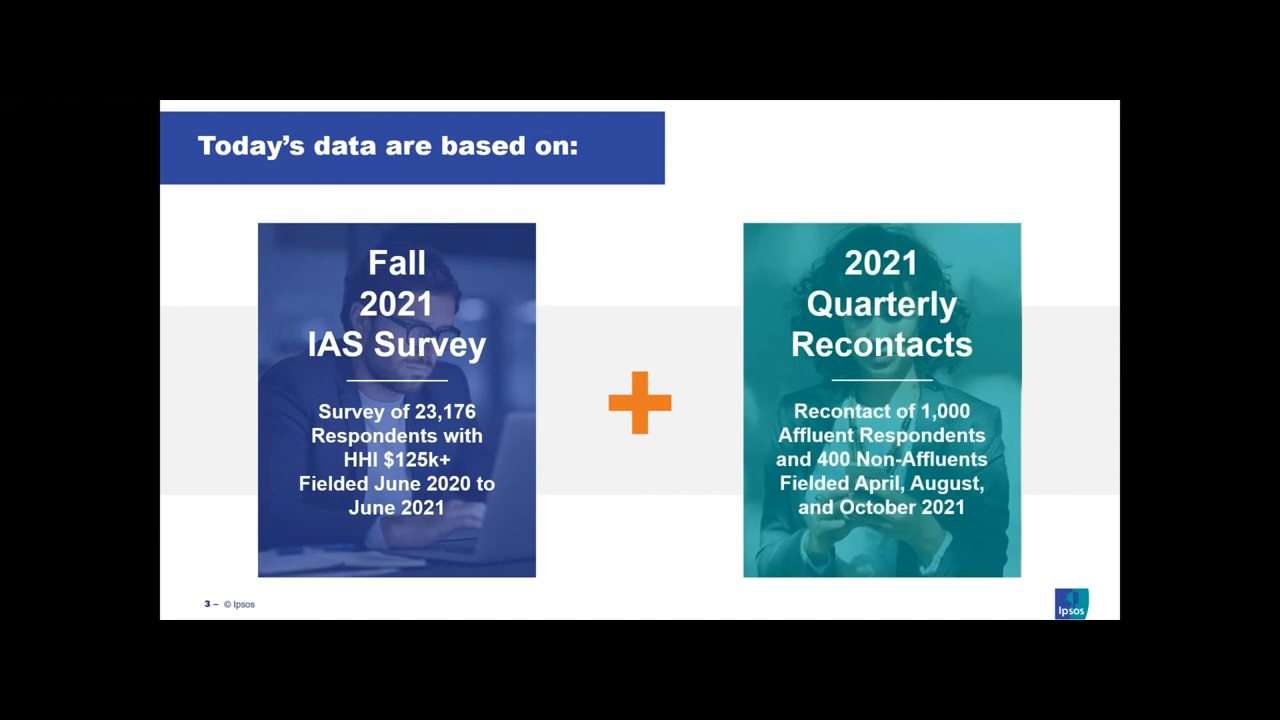 Today's data are based on:
Fall
2021
IAS Survey
Survey of 23,176
Respondents with
HHI $125k+
Fielded June 2020 to
June 2021
2021
Quarterly
Recontacts
Recontact of 1,000
Affluent Respondents
and 400 Non-Affluents
Fielded April, August,
and October 2021
3 – © Ipsos
Ipsos